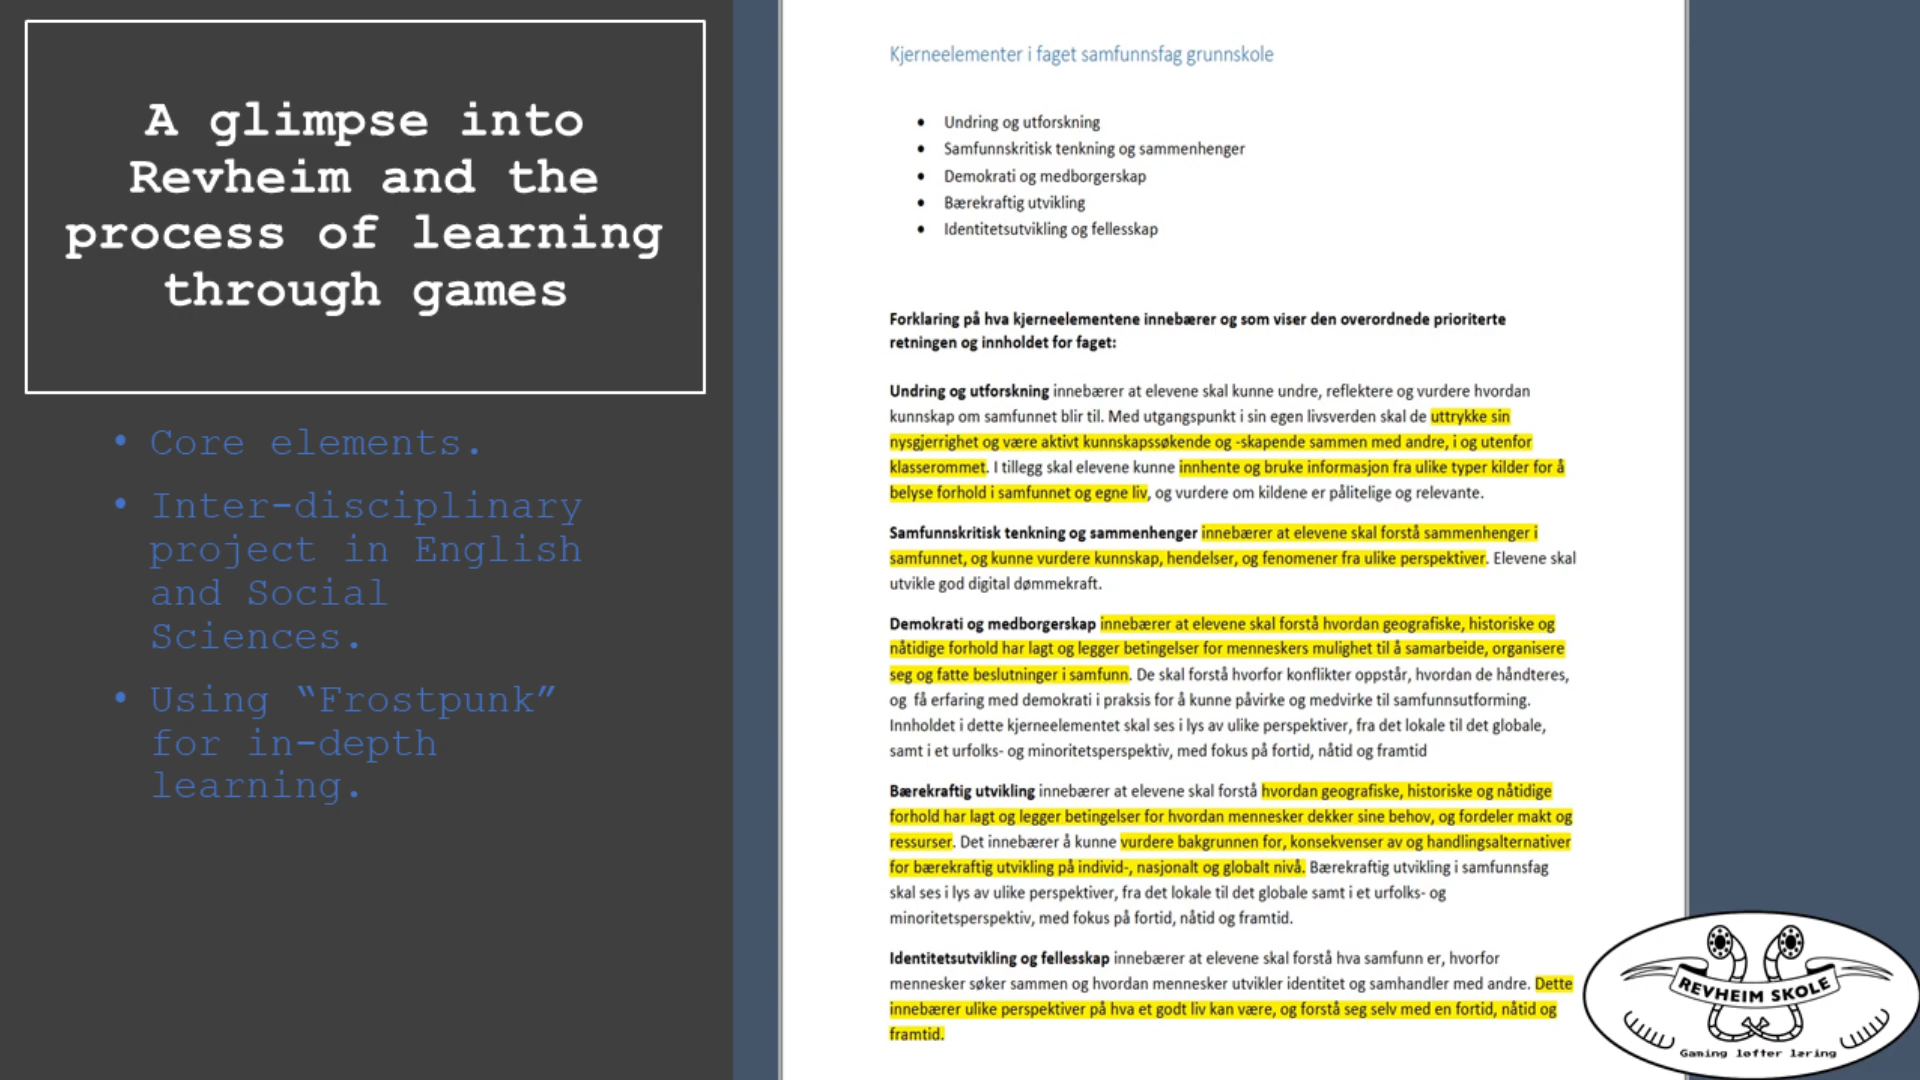 A glimpse into
Revheim and the
process of learning
through games
• Core elements.
• Inter-disciplinary
project in English
and Social
Sciences.
• Using “Frostpunk”
for in-depth
learning.
Kjerneelementer i faget samfunnsfag grunnskole
• Undring og utforskning
• Samfunnskritisk tenkning og sammenhenger
• Demokrati og medborgerskap
• Bærekraftig utvikling
• Identitetsutvikling og fellesskap
Forklaring på hva kjerneelementene innebærer og som viser den overordnede prioriterte
retningen og innholdet for faget:
Undring og utforskning innebærer at elevene skal kunne undre, reflektere og vurdere hvordan
kunnskap om samfunnet blir til. Med utgangspunkt i sin egen livsverden skal de uttrykke sin
nysgjerrighet og være aktivt kunnskapssøkende og -skapende sammen med andre, i og utenfor
klasserommet. I tillegg skal elevene kunne innhente og bruke informasjon fra ulike typer kilder for å
belyse forhold i samfunnet og egne liv, og vurdere om kildene er pålitelige og relevante.
Samfunnskritisk tenkning og sammenhenger innebærer at elevene skal forstå sammenhenger i
samfunnet, og kunne vurdere kunnskap, hendelser, og fenomener fra ulike perspektiver. Elevene skal
utvikle god digital dømmekraft.
Demokrati og medborgerskap innebærer at elevene skal forstå hvordan geografiske, historiske og
nåtidige forhold har lagt og legger betingelser for menneskers mulighet til å samarbeide, organisere
seg og fatte beslutninger i samfunn. De skal forstå hvorfor konflikter oppstår, hvordan de håndteres,
og få erfaring med demokrati i praksis for å kunne påvirke og medvirke til samfunnsutforming.
Innholdet i dette kjerneelementet skal ses i lys av ulike perspektiver, fra det lokale til det globale,
samt i et urfolks- og minoritetsperspektiv, med fokus på fortid, nåtid og framtid
Bærekraftig utvikling innebærer at elevene skal forstå hvordan geografiske, historiske og nåtidige
forhold har lagt og legger betingelser for hvordan mennesker dekker sine behov, og fordeler makt og
ressurser. Det innebærer å kunne vurdere bakgrunnen for, konsekvenser av og handlingsalternativer
for bærekraftig utvikling på individ-, nasjonalt og globalt nivå. Bærekraftig utvikling i samfunnsfag
skal ses i lys av ulike perspektiver, fra det lokale til det globale samt i et urfolks- og
minoritetsperspektiv, med fokus på fortid, nåtid og framtid.
Identitetsutvikling og fellesskap innebærer at elevene skal forstå hva samfunn er, hvorfor
mennesker søker sammen og hvordan mennesker utvikler identitet og samhandler med andre. Dette
innebærer ulike perspektiver på hva et godt liv kan være, og forstå seg selv med en fortid, nåtid og
framtid.
REVHEIM SKOLE
Gaming løfter læring